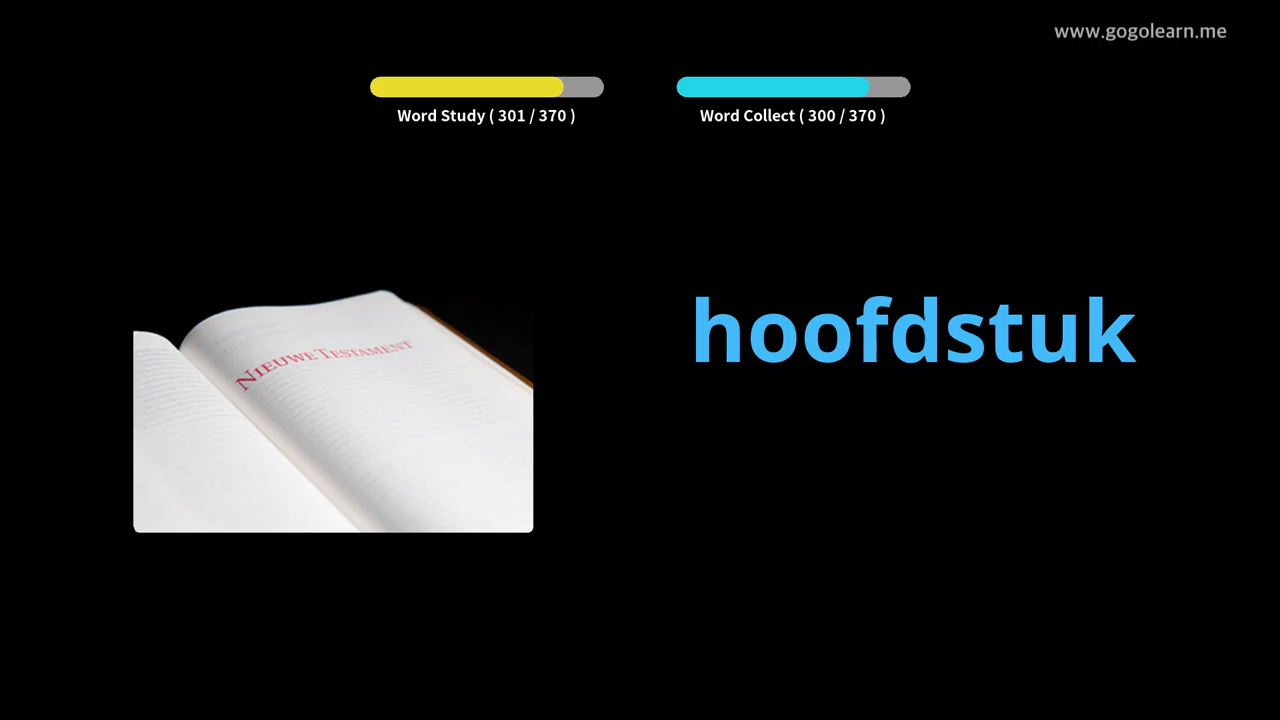 www.gogolearn.me
Word Study ( 301 / 370 )
Word Collect ( 300 / 370 )
hoofdstuk
NIEUWE TESTAMENT